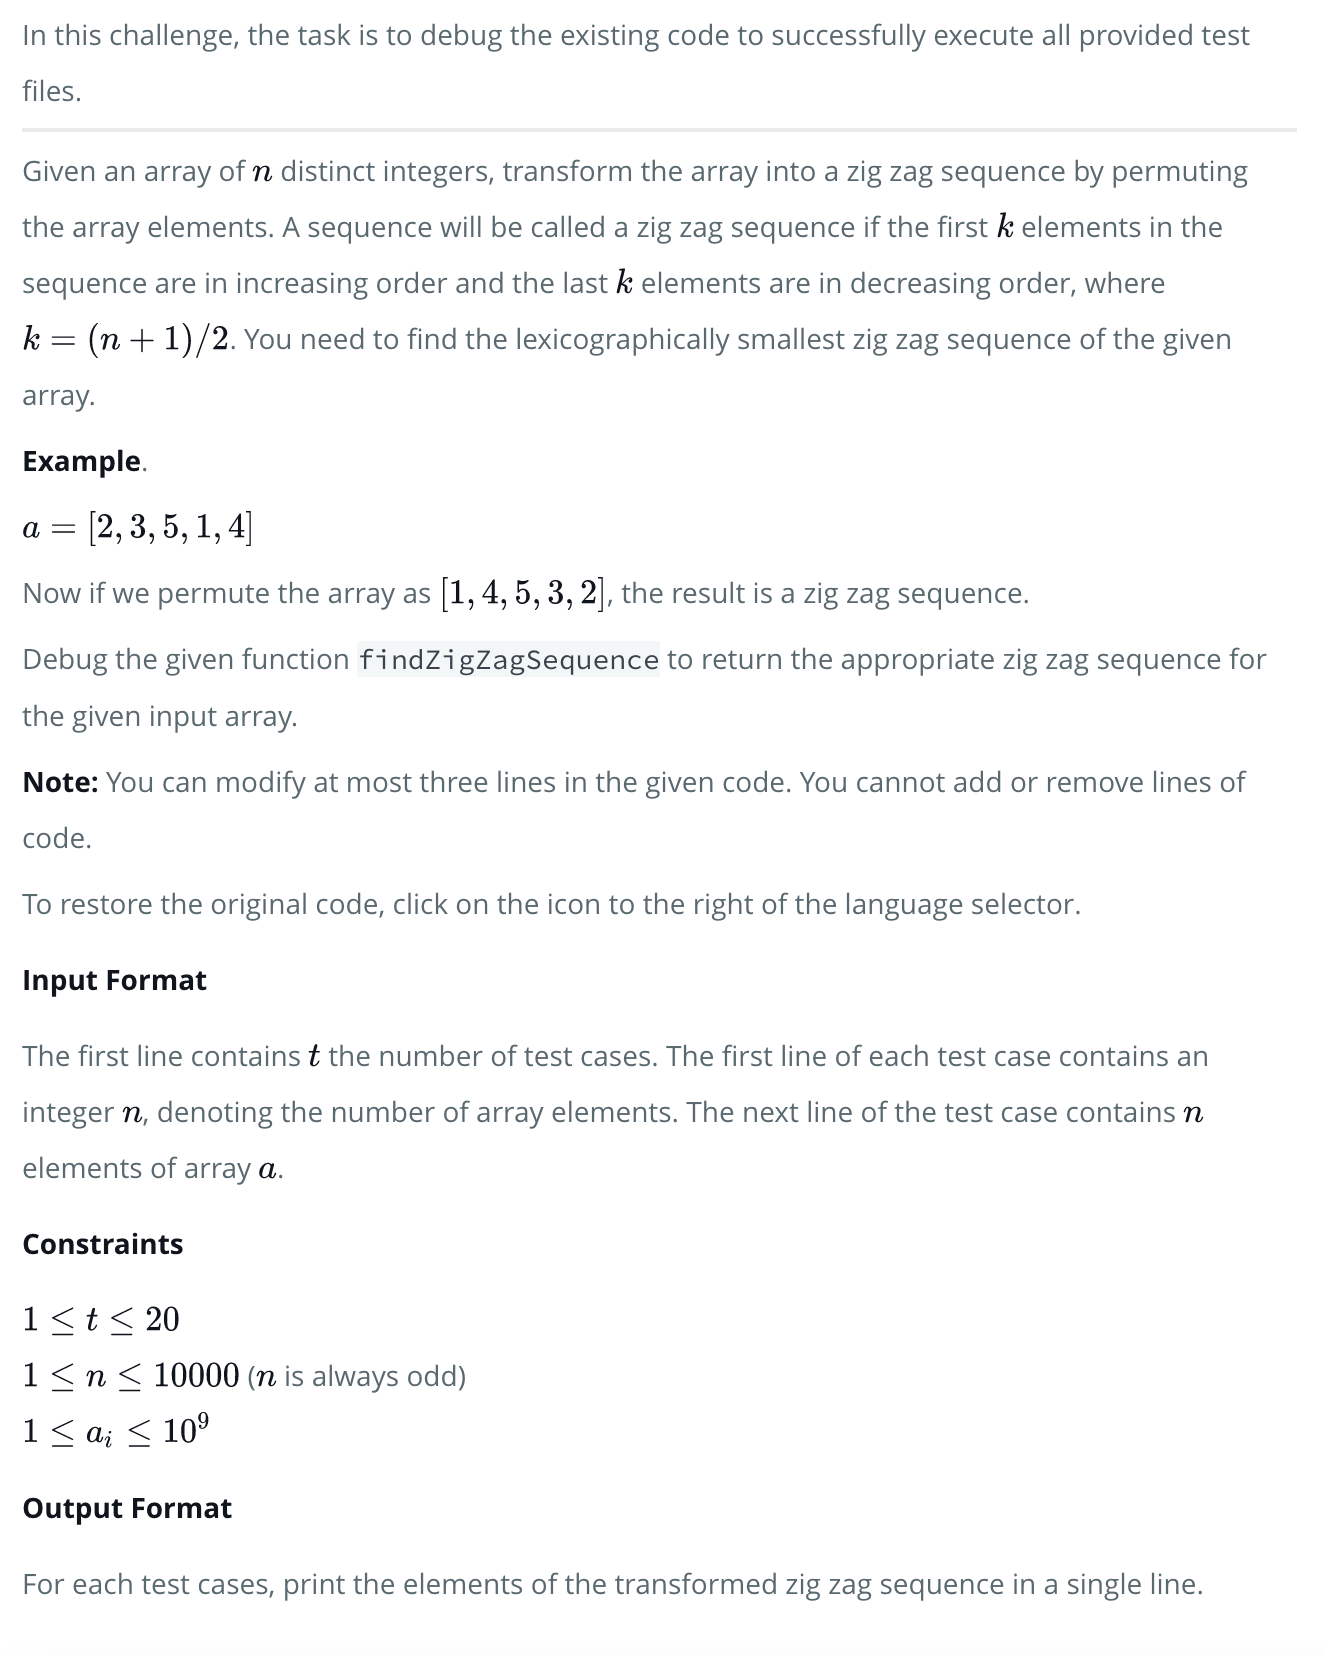 In this challenge, the task is to debug the existing code to successfully execute all provided test
files.
Given an array of n distinct integers, transform the array into a zig zag sequence by permuting
the array elements. A sequence will be called a zig zag sequence if the first k elements in the
sequence are in increasing order and the last k elements are in decreasing order, where
k = (n + 1)/2. You need to find the lexicographically smallest zig zag sequence of the given
array.
Example.
a = [2, 3, 5, 1, 4]
Now if we permute the array as [1, 4, 5, 3, 2], the result is a zig zag sequence.
Debug the given function findZigZagSequence to return the appropriate zig zag sequence for
the given input array.
Note: You can modify at most three lines in the given code. You cannot add or remove lines of
code.
To restore the original code, click on the icon to the right of the language selector.
Input Format
The first line contains t the number of test cases. The first line of each test case contains an
integer n, denoting the number of array elements. The next line of the test case contains n
elements of array a.
Constraints
1 ≤ t ≤ 20
1 ≤ n ≤ 10000 (n is always odd)
1 ≤ aᵢ ≤ 10⁹
Output Format
For each test cases, print the elements of the transformed zig zag sequence in a single line.